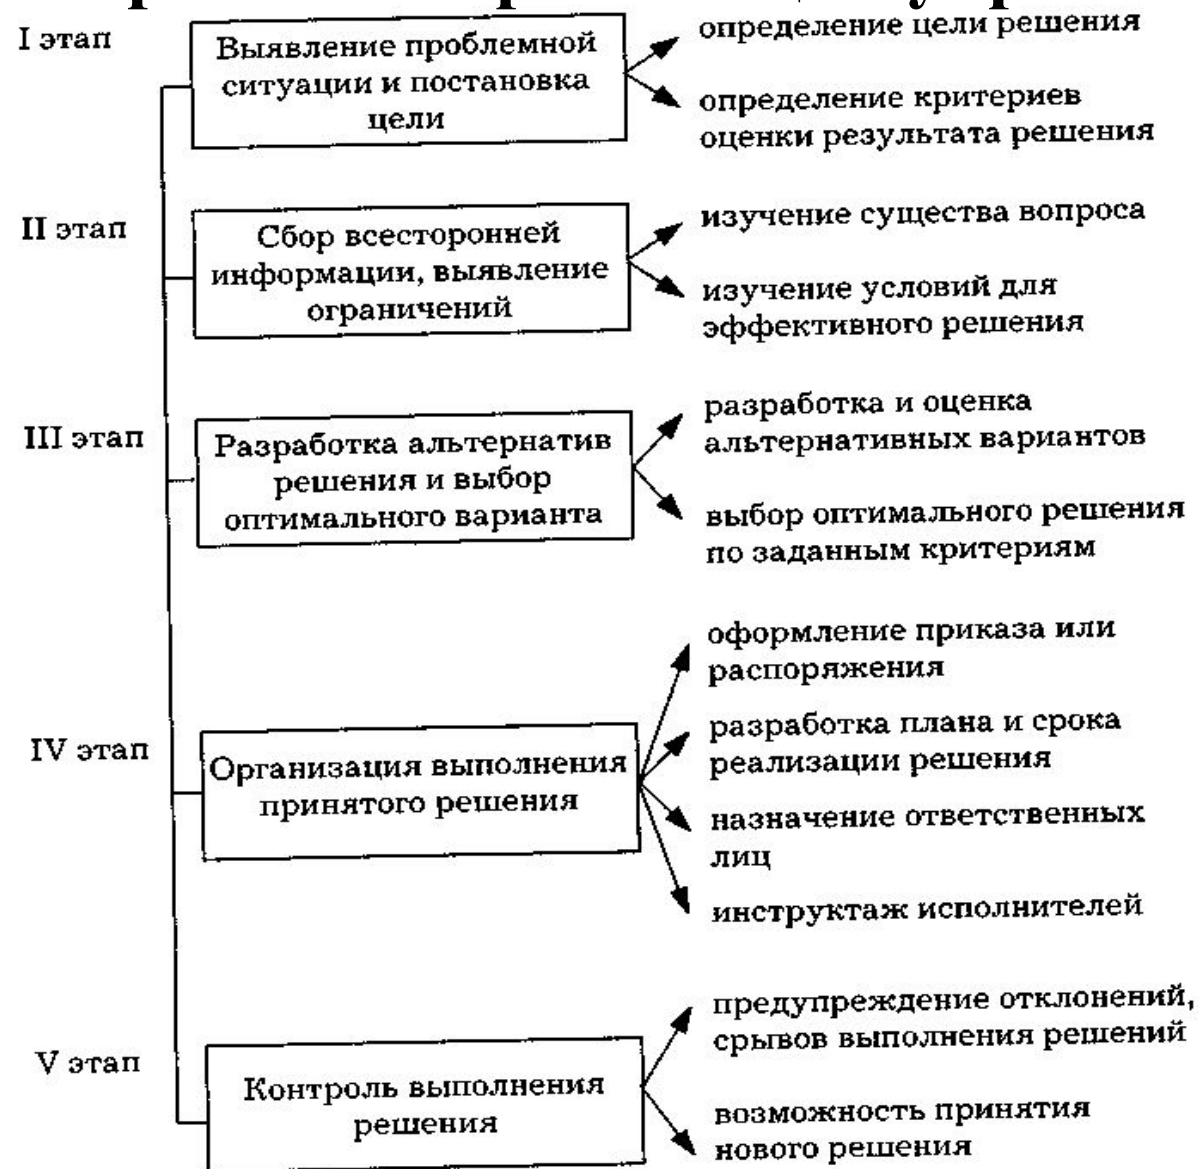 I этап
Выявление проблемной
ситуации и постановка
цели
определение цели решения
определение критериев
оценки результата решения
II этап
Сбор всесторонней
информации, выявление
ограничений
изучение существа вопроса
изучение условий для
эффективного решения
III этап
Разработка альтернатив
решения и выбор
оптимального варианта
разработка и оценка
альтернативных вариантов
выбор оптимального решения
по заданным критериям
IV этап
Организация выполнения
принятого решения
оформление приказа или
распоряжения
разработка плана и срока
реализации решения
назначение ответственных
лиц
инструктаж исполнителей
V этап
Контроль выполнения
решения
предупреждение отклонений,
срывов выполнения решений
возможность принятия
нового решения